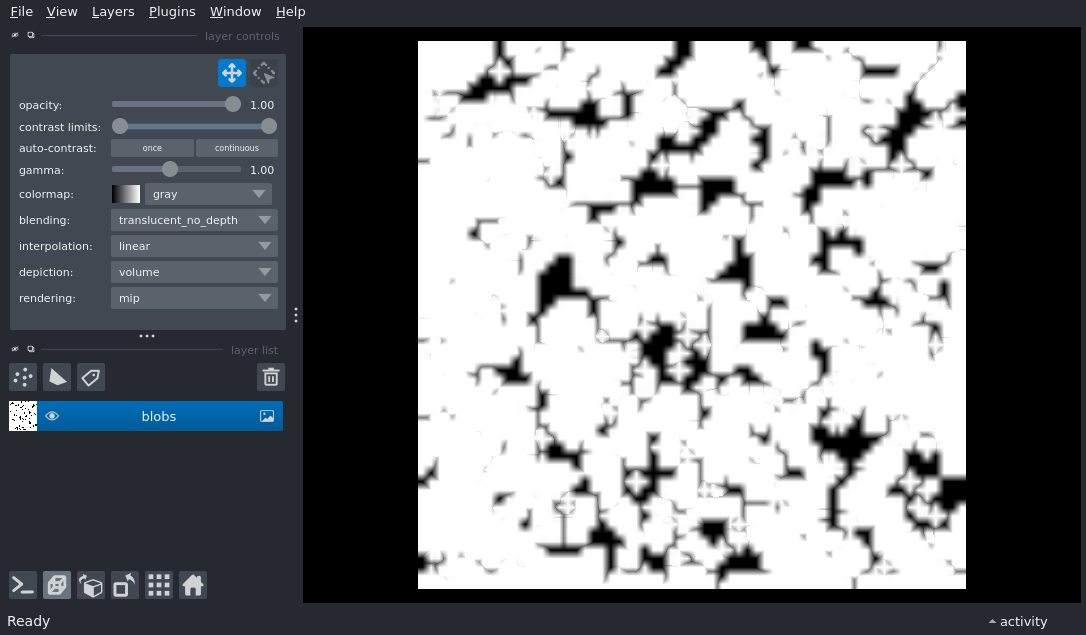 File View Layers Plugins Window Help
layer controls
opacity: 1.00
contrast limits:
auto-contrast: once continuous
gamma: 1.00
colormap: gray
blending: translucent_no_depth
interpolation: linear
depiction: volume
rendering: mip
layer list
blobs
Ready activity